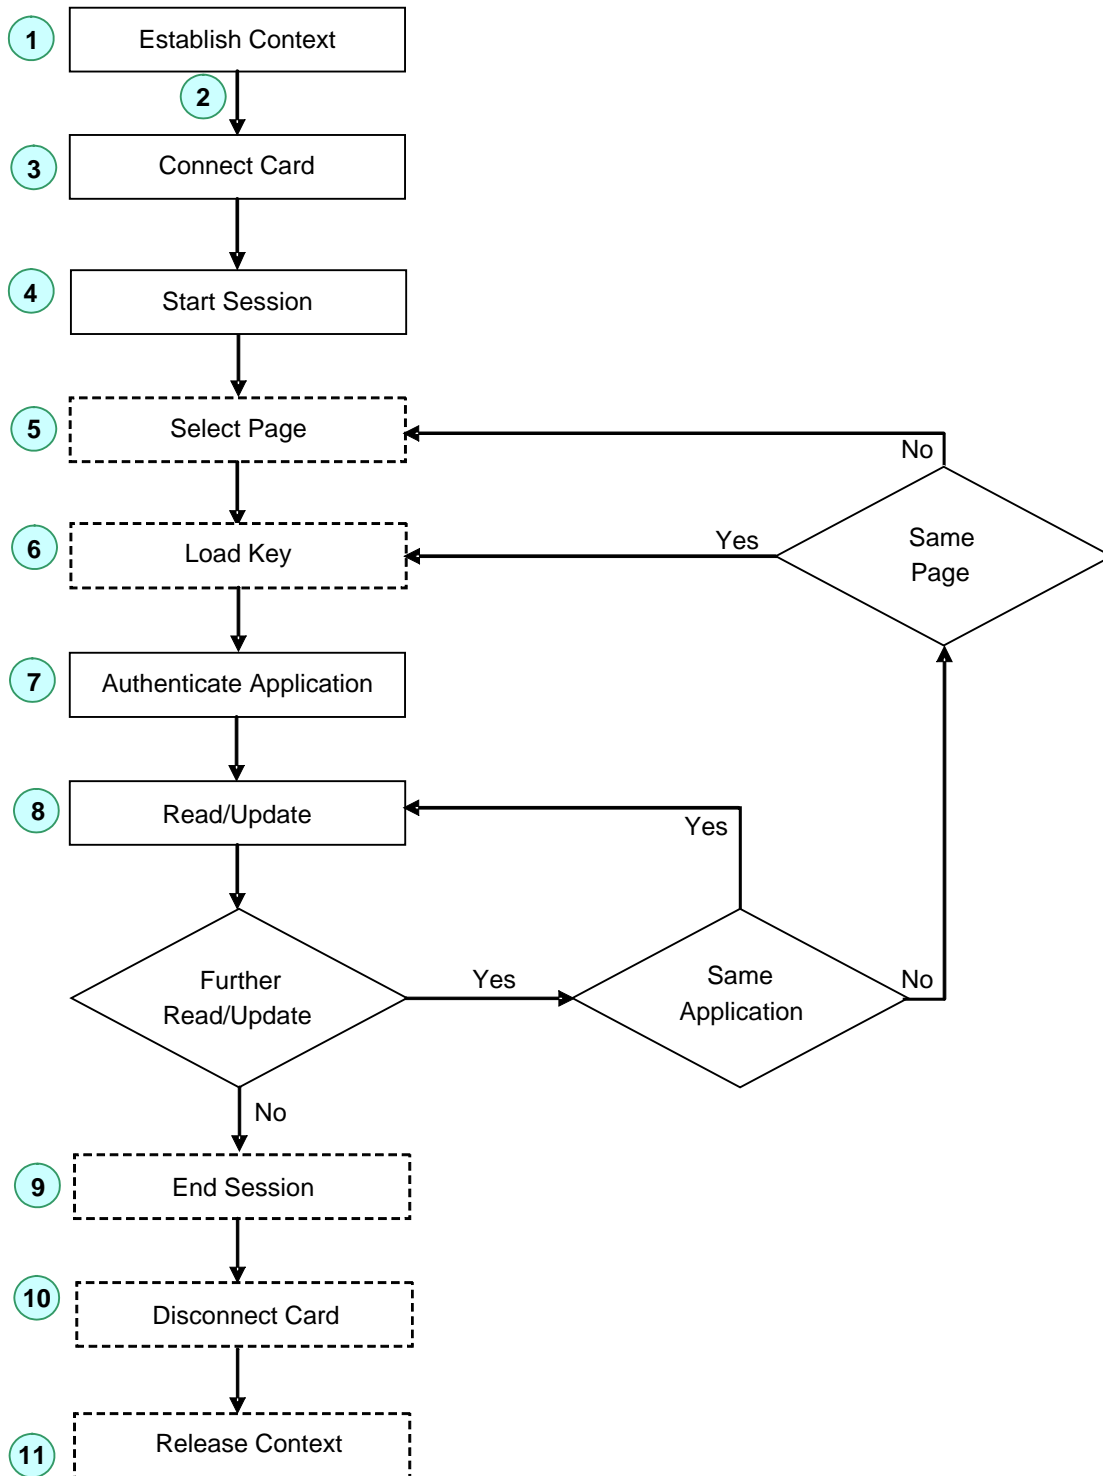 1
Establish Context
2
3
Connect Card
4
Start Session
5
Select Page
No
6
Load Key
Yes
Same
Page
7
Authenticate Application
8
Read/Update
Yes
Further
Read/Update
Yes
Same
Application
No
No
9
End Session
10
Disconnect Card
11
Release Context